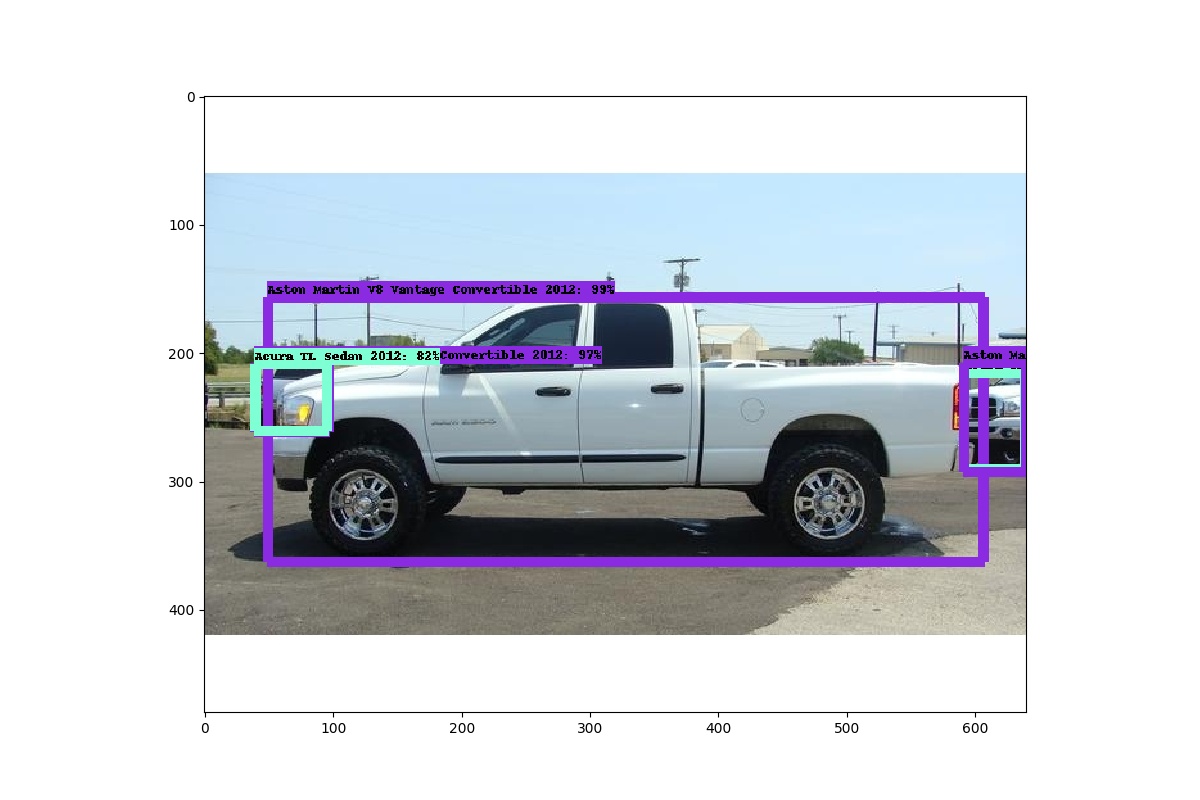 0
100
Aston Martin V8 Vantage Convertible 2012: 99%
200
Acura TL Sedan 2012: 82%
Convertible 2012: 97%
Aston Ma
300
400
0 100 200 300 400 500 600